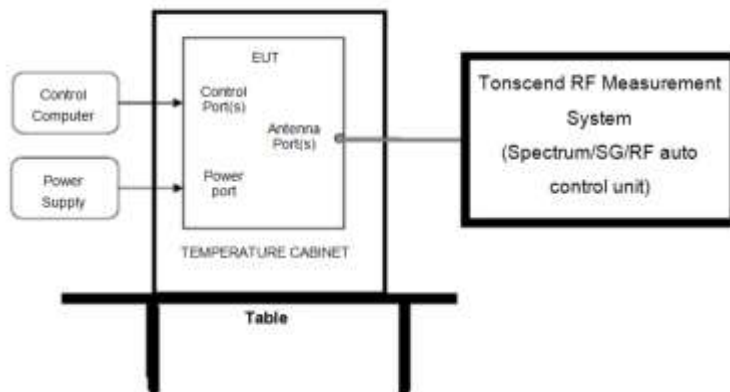 EUT
Control
Computer
Control
Port(s)
Antenna
Port(s)
Power
Supply
Power
port
TEMPERATURE CABINET
Table
Tonscend RF Measurement
System
(Spectrum/SG/RF auto
control unit)